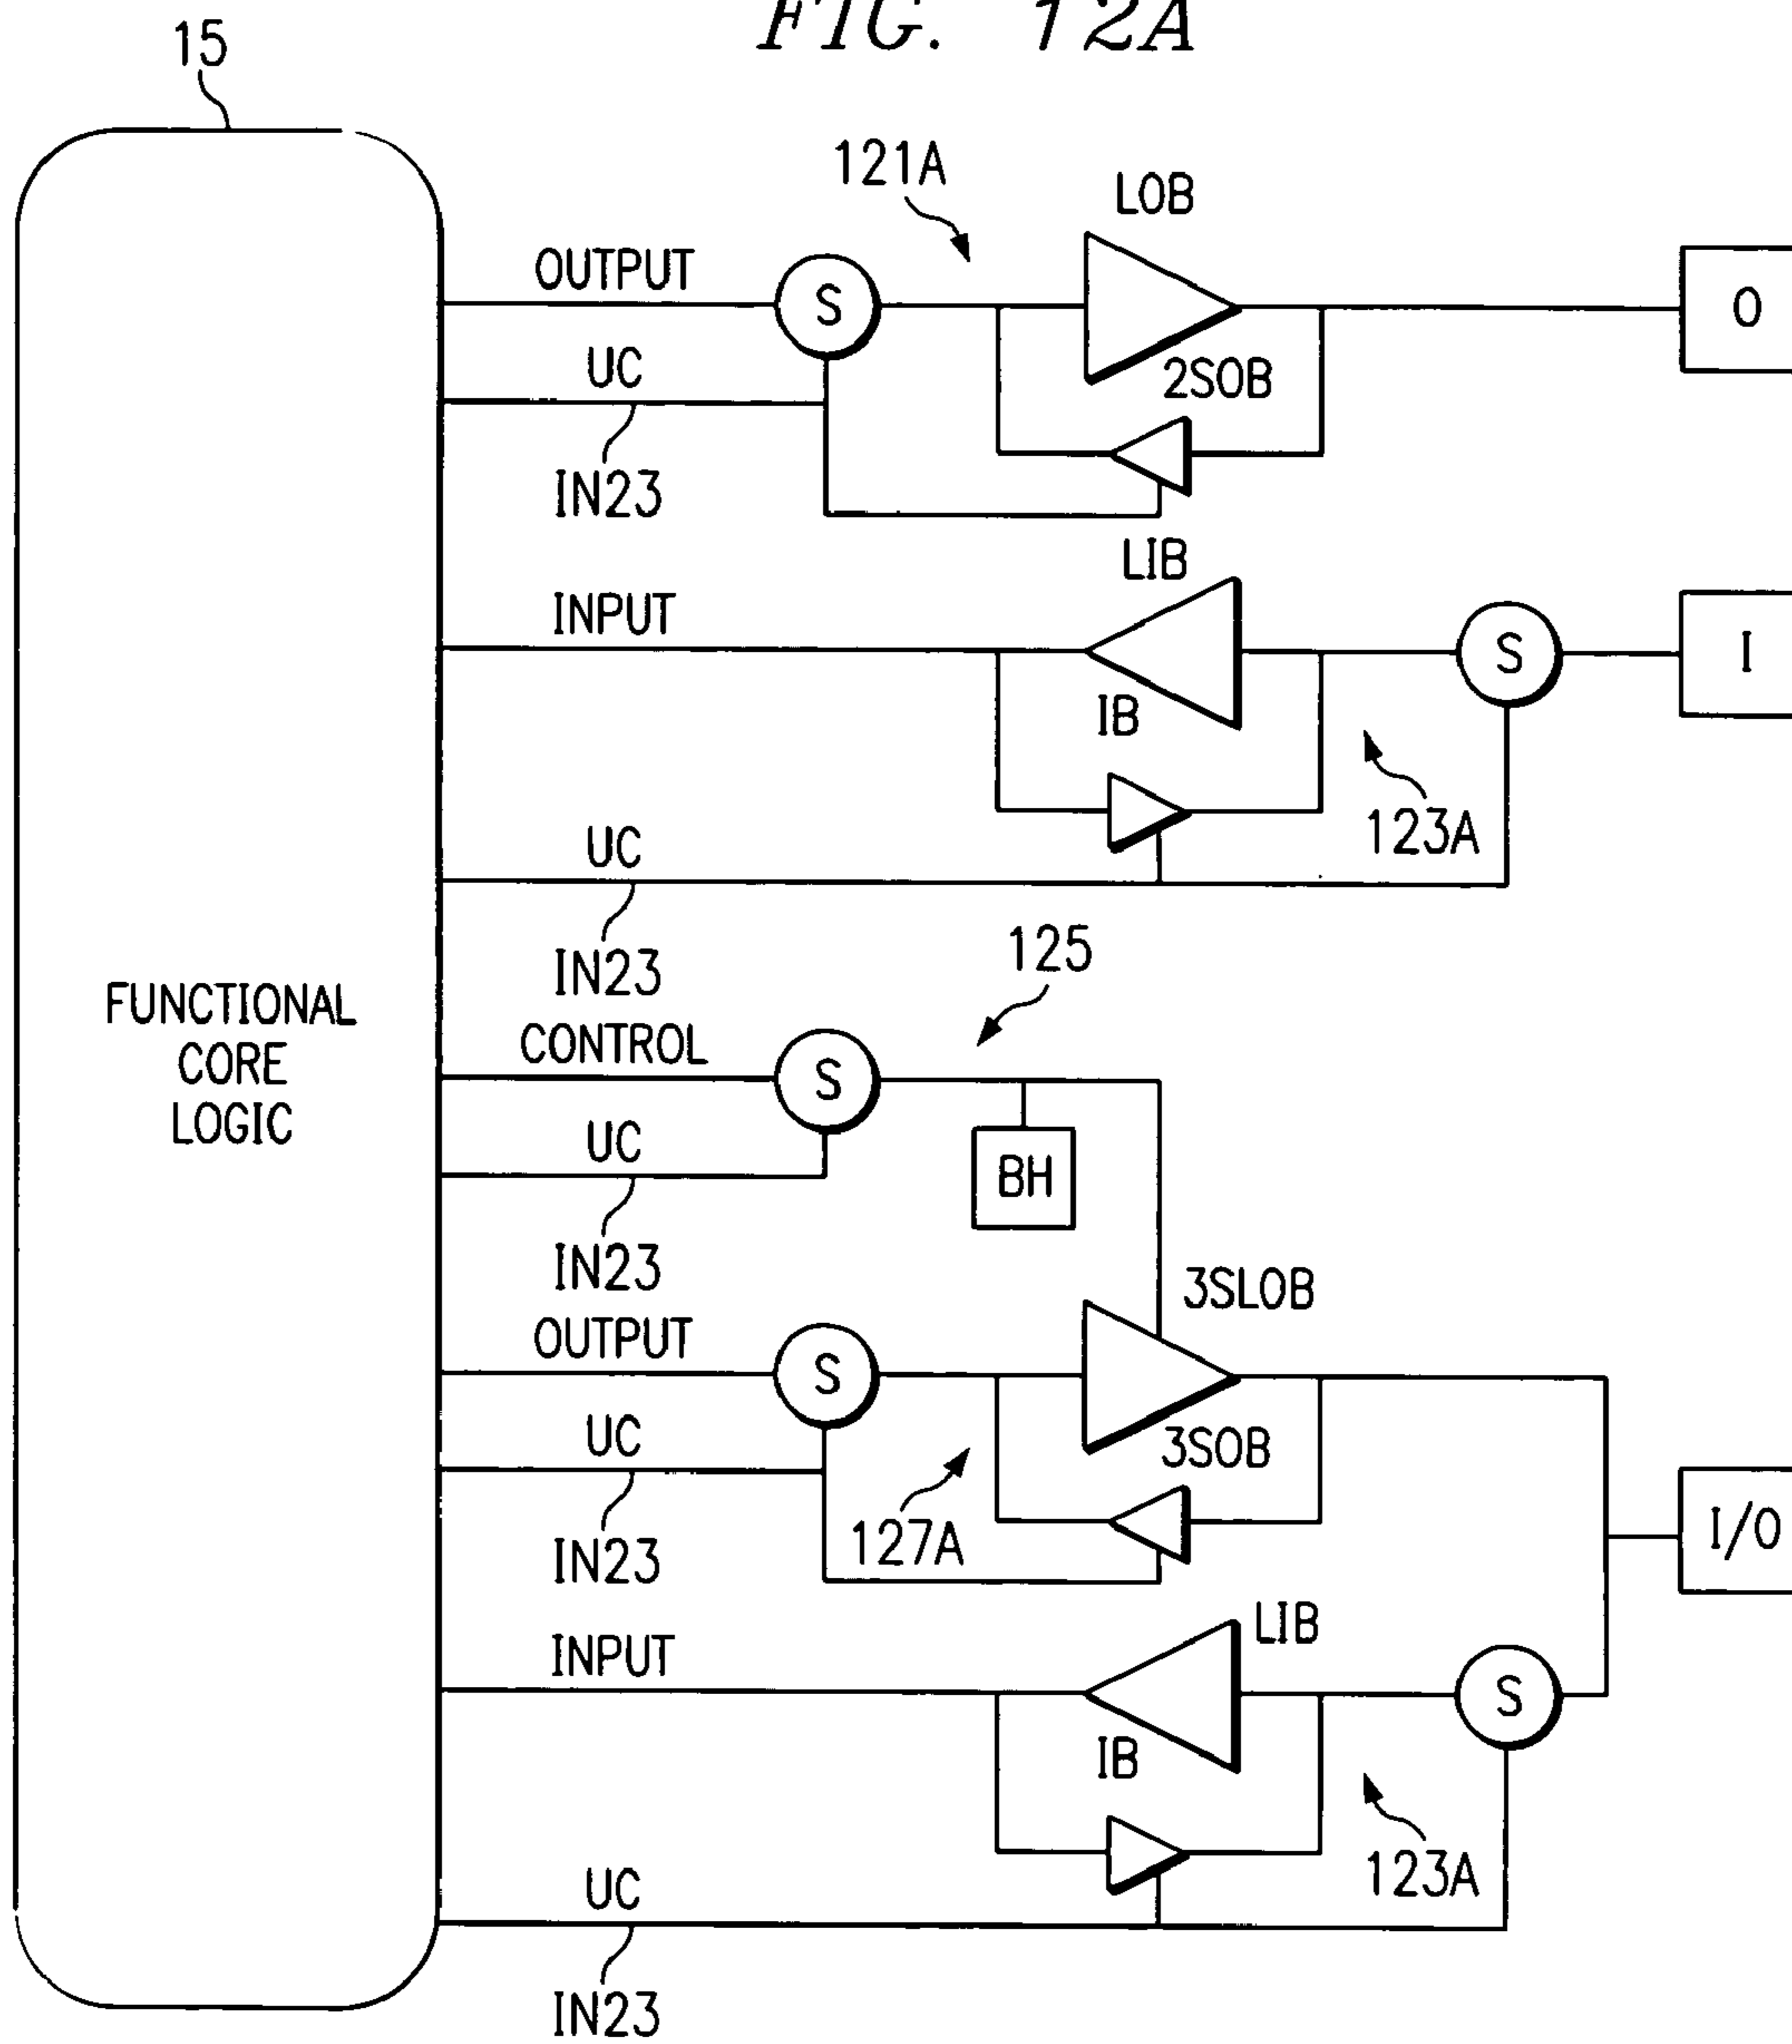 FIG. 12A
15
121A
LOB
OUTPUT
S
O
UC
2SOB
IN23
LIB
INPUT
S
I
IB
123A
UC
IN23
125
FUNCTIONAL
CORE
LOGIC
CONTROL
S
UC
BH
IN23
3SLOB
OUTPUT
S
UC
3SOB
127A
IN23
I/O
LIB
INPUT
S
IB
123A
UC
IN23